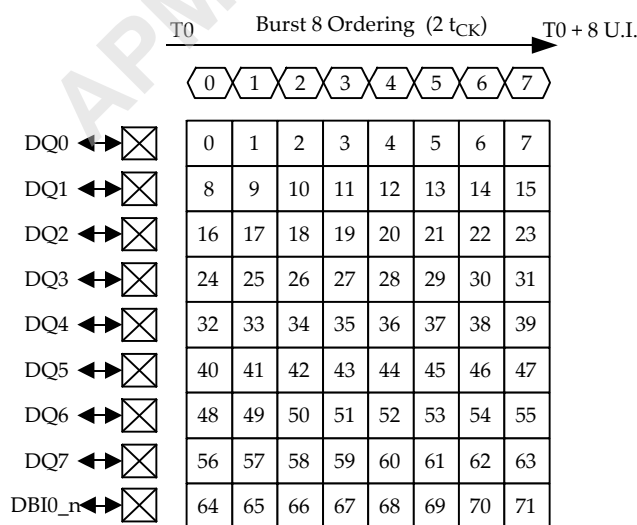 T0 Burst 8 Ordering (2 tCK) T0 + 8 U.I.
0 1 2 3 4 5 6 7
DQ0 0 1 2 3 4 5 6 7
DQ1 8 9 10 11 12 13 14 15
DQ2 16 17 18 19 20 21 22 23
DQ3 24 25 26 27 28 29 30 31
DQ4 32 33 34 35 36 37 38 39
DQ5 40 41 42 43 44 45 46 47
DQ6 48 49 50 51 52 53 54 55
DQ7 56 57 58 59 60 61 62 63
DBI0_n 64 65 66 67 68 69 70 71